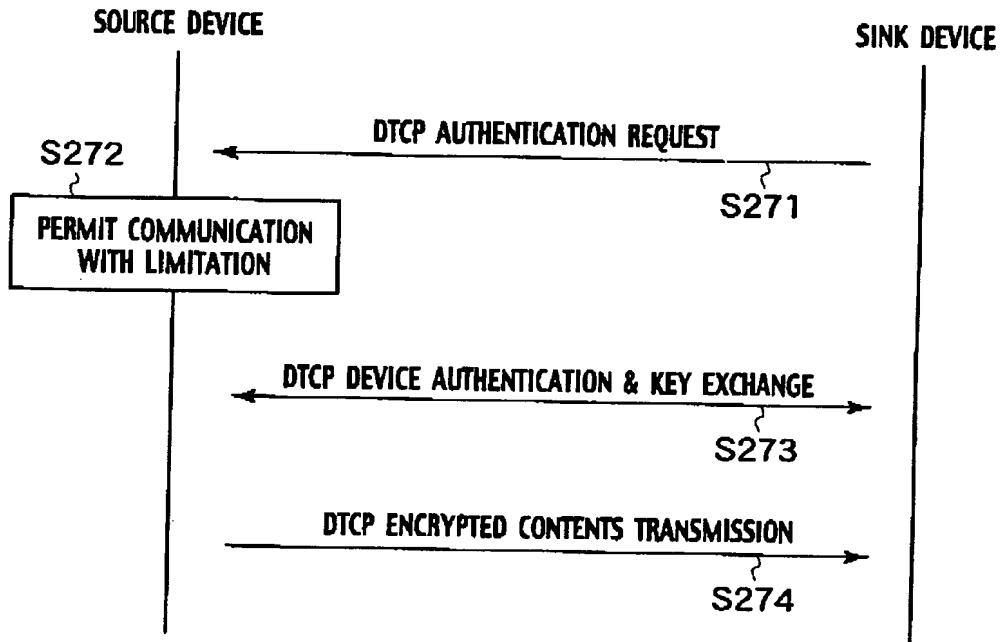 SOURCE DEVICE
SINK DEVICE
DTCP AUTHENTICATION REQUEST
S271
S272
PERMIT COMMUNICATION
WITH LIMITATION
DTCP DEVICE AUTHENTICATION & KEY EXCHANGE
S273
DTCP ENCRYPTED CONTENTS TRANSMISSION
S274